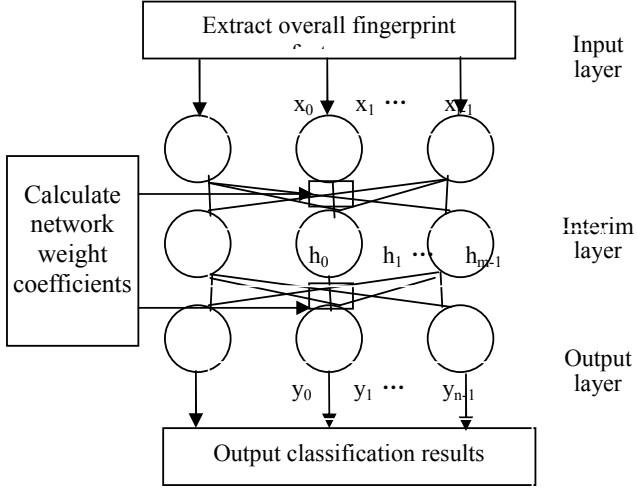 Extract overall fingerprint
Input
layer
x0 x1 ···
Calculate
network
weight
coefficients
h0 h1 ··· hm-1
Interim
layer
Output
layer
y0 y1 ··· yn-1
Output classification results